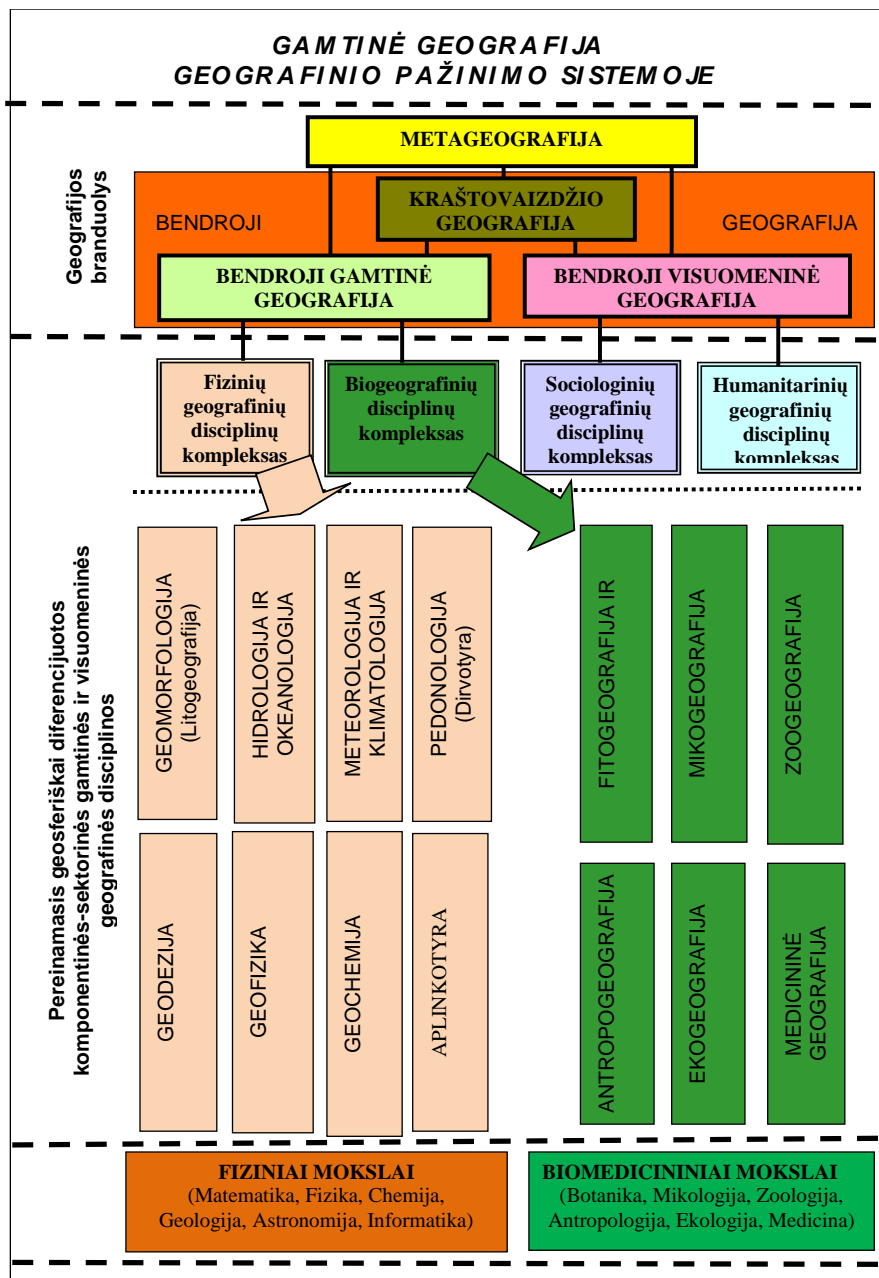 GAMTINĖ GEOGRAFIJA
GEOGRAFINIO PAŽINIMO SISTEMOJE
Geografijos
branduolys
METAGEOGRAFIJA
KRAŠTOVAIZDŽIO
GEOGRAFIJA
BENDROJI
GEOGRAFIJA
BENDROJI GAMTINĖ
GEOGRAFIJA
BENDROJI VISUOMENINĖ
GEOGRAFIJA
Fizinių
geografinių
disciplinų
kompleksas
Biogeografinių
disciplinų
kompleksas
Sociologinių
geografinių
disciplinų
kompleksas
Humanitarinių
geografinių
disciplinų
kompleksas
Pereinamasis geosferiškai diferencijuotos
komponentinės-sektorinės gamtinės ir visuomeninės
geografinės disciplinos
GEOMORFOLOGIJA
(Litogeografija)
HIDROLOGIJA IR
OKEANOLOGIJA
METEOROLOGIJA IR
KLIMATOLOGIJA
PEDONOLOGIJA
(Dirvotyra)
FITOGEOGRAFIJA IR
MIKOGEOGRAFIJA
ZOOGEOGRAFIJA
GEODEZIJA
GEOFIZIKA
GEOCHEMIJA
APLINKOTYRA
ANTROPOGEOGRAFIJA
EKOGEOGRAFIJA
MEDICININĖ
GEOGRAFIJA
FIZINIAI MOKSLAI
(Matematika, Fizika, Chemija,
Geologija, Astronomija, Informatika)
BIOMEDICININIAI MOKSLAI
(Botanika, Mikologija, Zoologija,
Antropologija, Ekologija, Medicina)